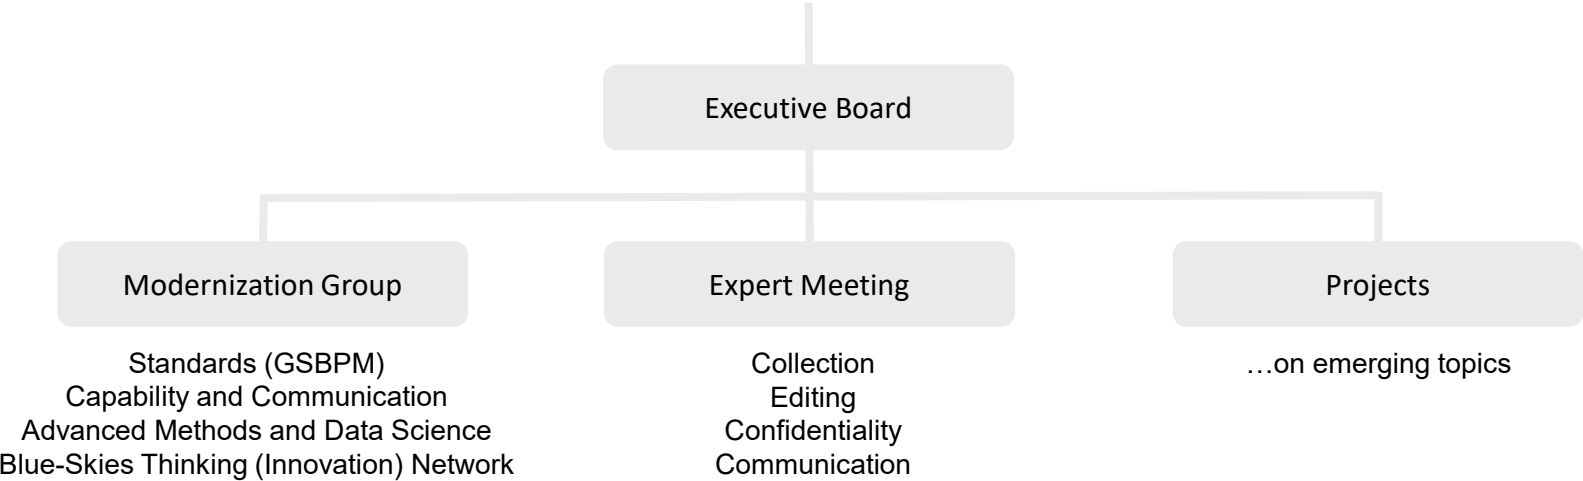 Executive Board
Modernization Group
Standards (GSBPM)
Capability and Communication
Advanced Methods and Data Science
Blue-Skies Thinking (Innovation) Network
Expert Meeting
Collection
Editing
Confidentiality
Communication
Projects
…on emerging topics